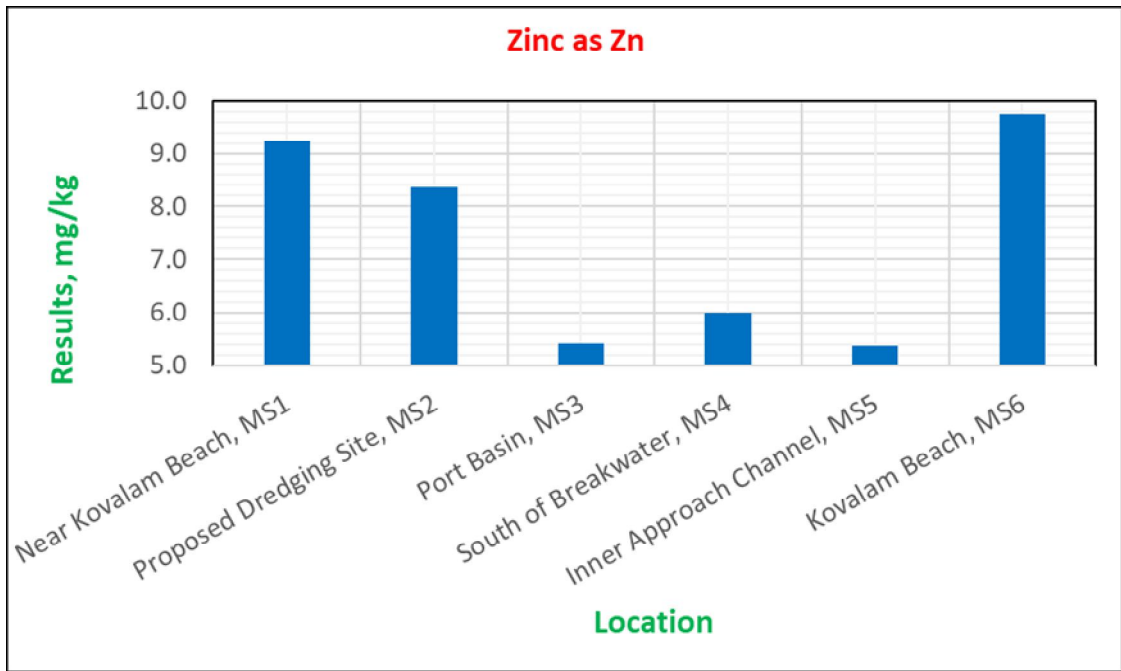 Zinc as Zn
Results, mg/kg
10.0
9.0
8.0
7.0
6.0
5.0
Near Kovalam Beach, MS1
Proposed Dredging Site, MS2
Port Basin, MS3
South of Breakwater, MS4
Inner Approach Channel, MS5
Kovalam Beach, MS6
Location